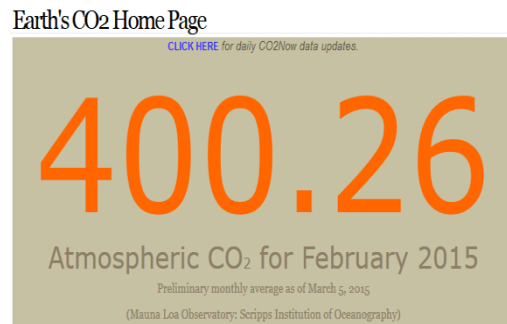 Earth's CO2 Home Page
CLICK HERE for daily CO2Now data updates.
400.26
Atmospheric CO₂ for February 2015
Preliminary monthly average as of March 5, 2015
(Mauna Loa Observatory: Scripps Institution of Oceanography)